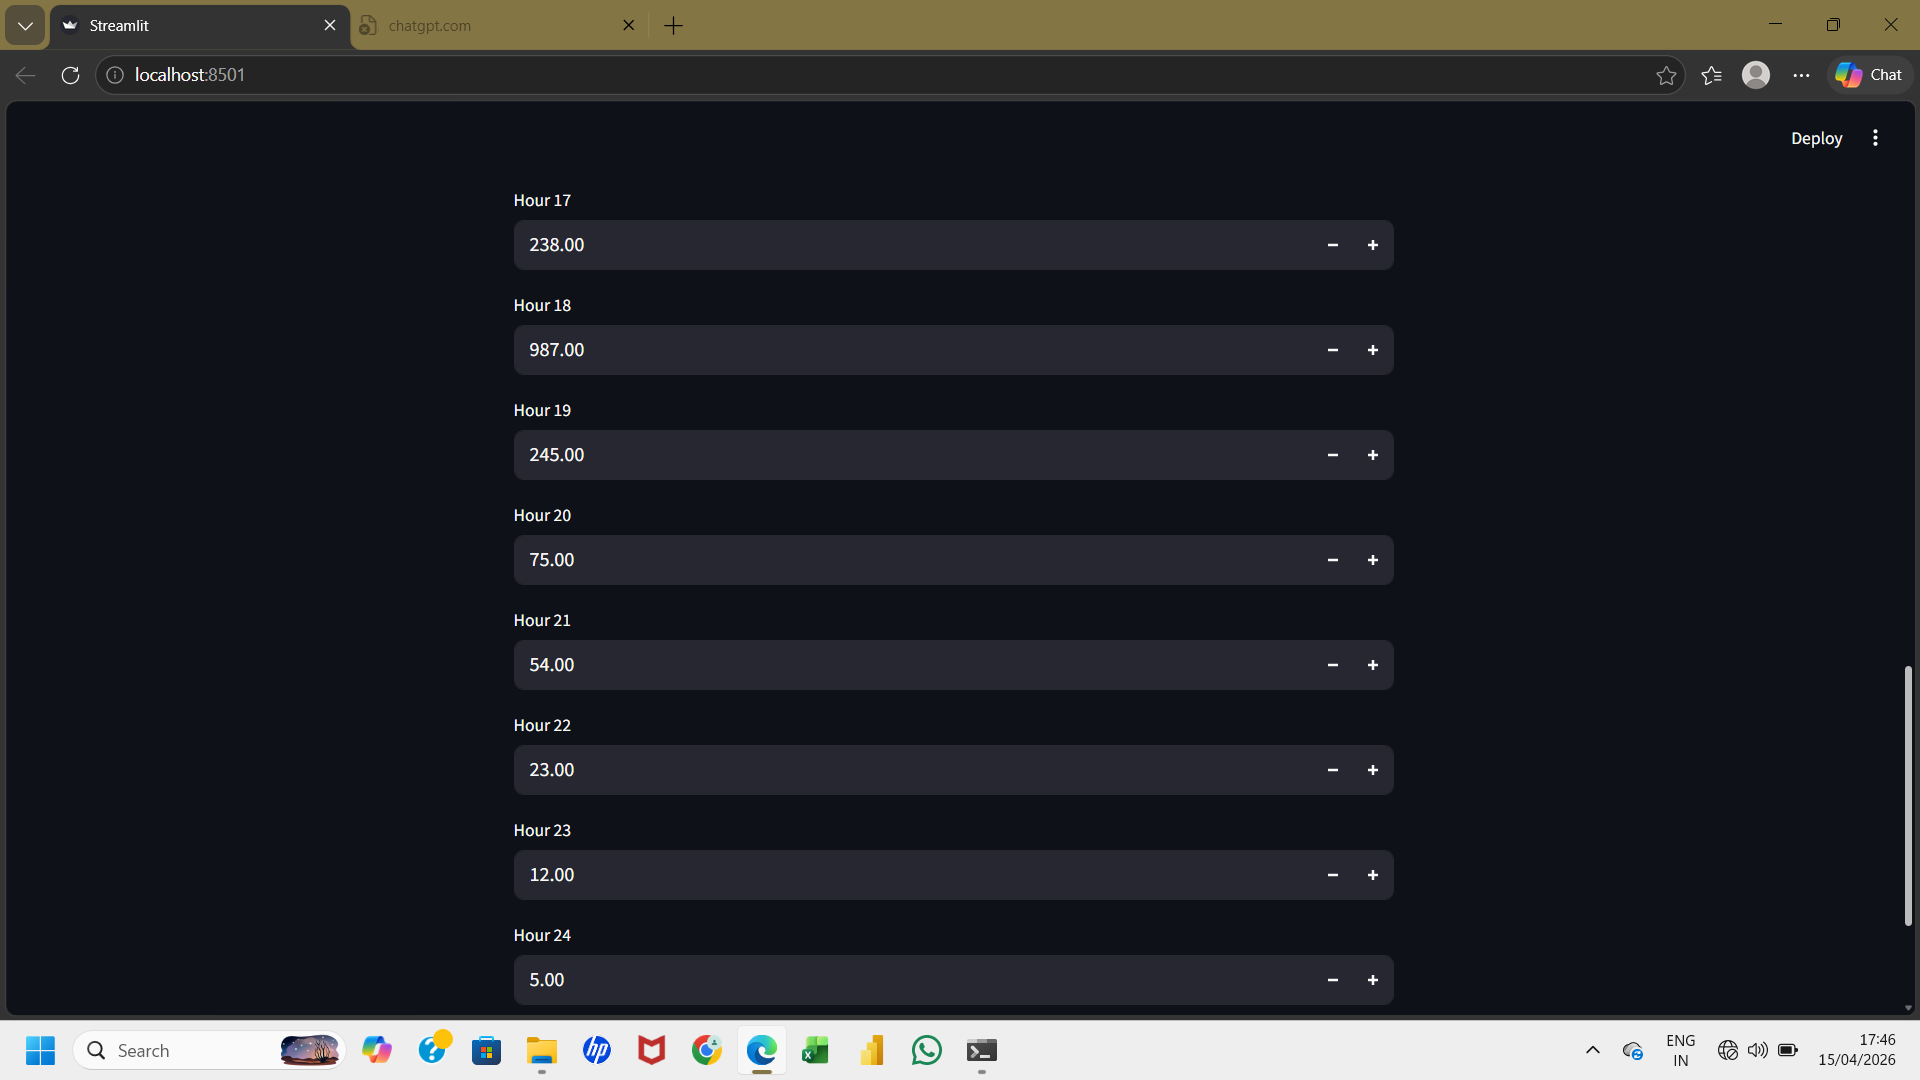 Streamlit
chatgpt.com
localhost:8501
Chat
Deploy
Hour 17
238.00
Hour 18
987.00
Hour 19
245.00
Hour 20
75.00
Hour 21
54.00
Hour 22
23.00
Hour 23
12.00
Hour 24
5.00
Search
hp
ENG
IN
17:46
15/04/2026